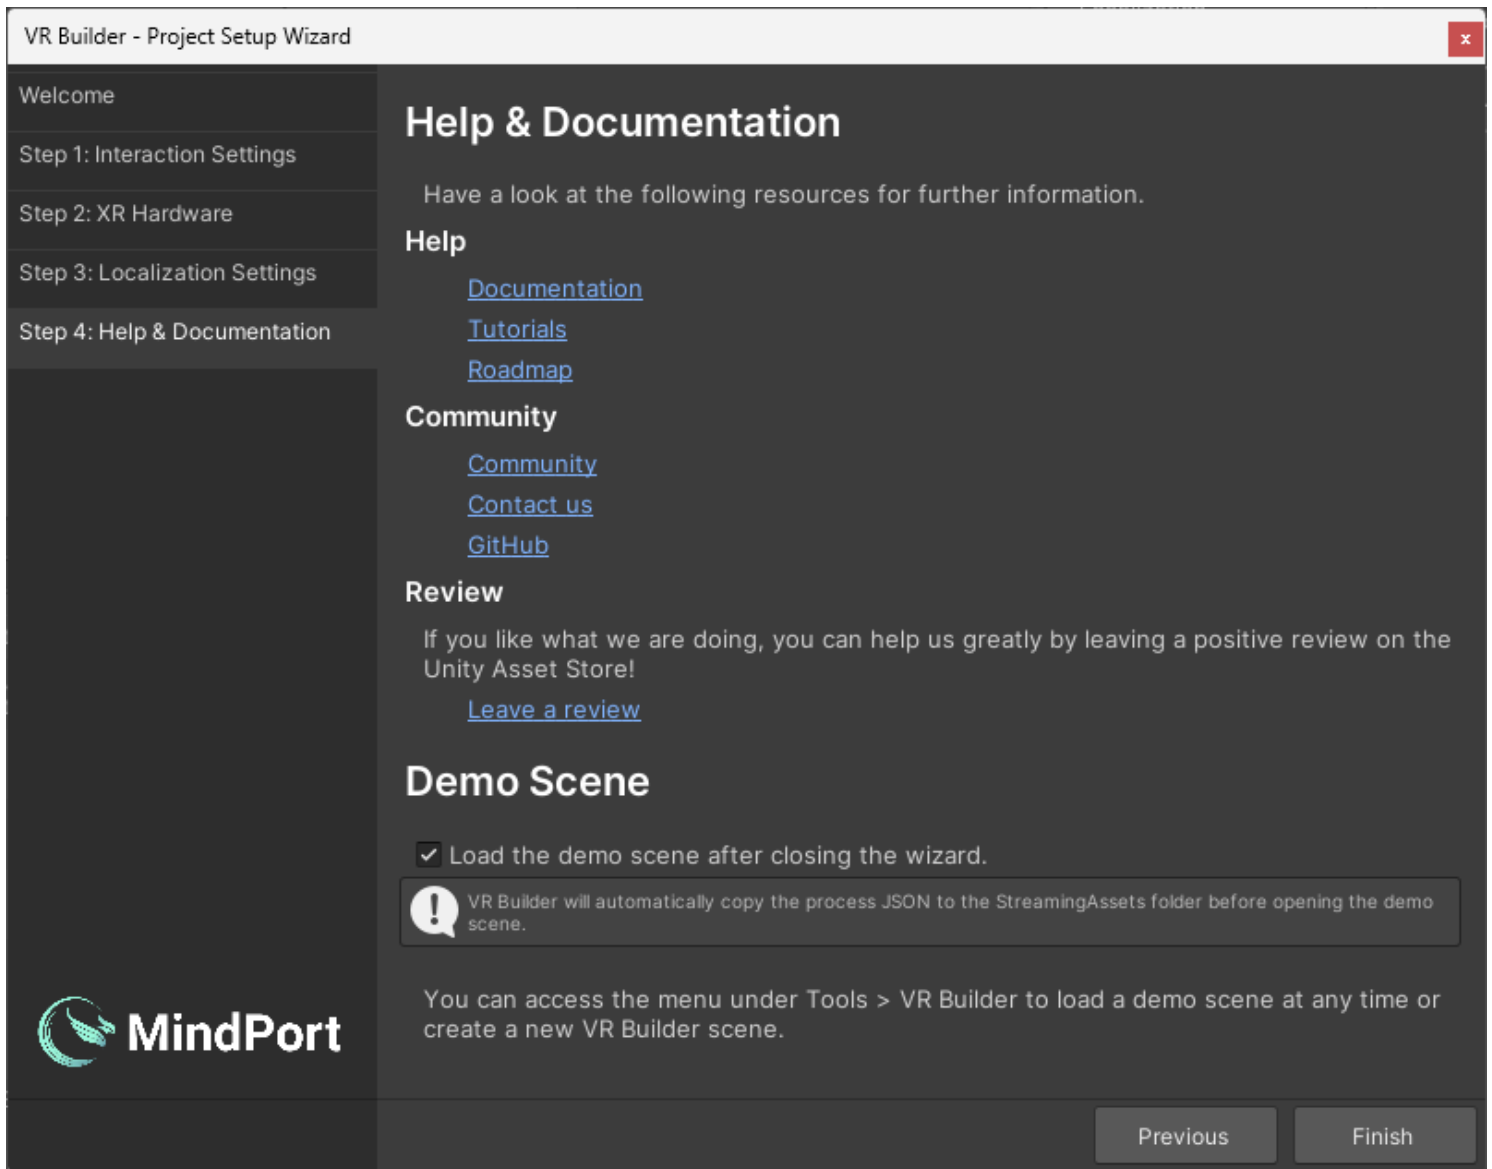 VR Builder - Project Setup Wizard
x
Welcome
Step 1: Interaction Settings
Step 2: XR Hardware
Step 3: Localization Settings
Step 4: Help & Documentation
MindPort
Help & Documentation
Have a look at the following resources for further information.
Help
Documentation
Tutorials
Roadmap
Community
Community
Contact us
GitHub
Review
If you like what we are doing, you can help us greatly by leaving a positive review on the
Unity Asset Store!
Leave a review
Demo Scene
Load the demo scene after closing the wizard.
VR Builder will automatically copy the process JSON to the StreamingAssets folder before opening the demo
scene.
You can access the menu under Tools > VR Builder to load a demo scene at any time or
create a new VR Builder scene.
Previous
Finish